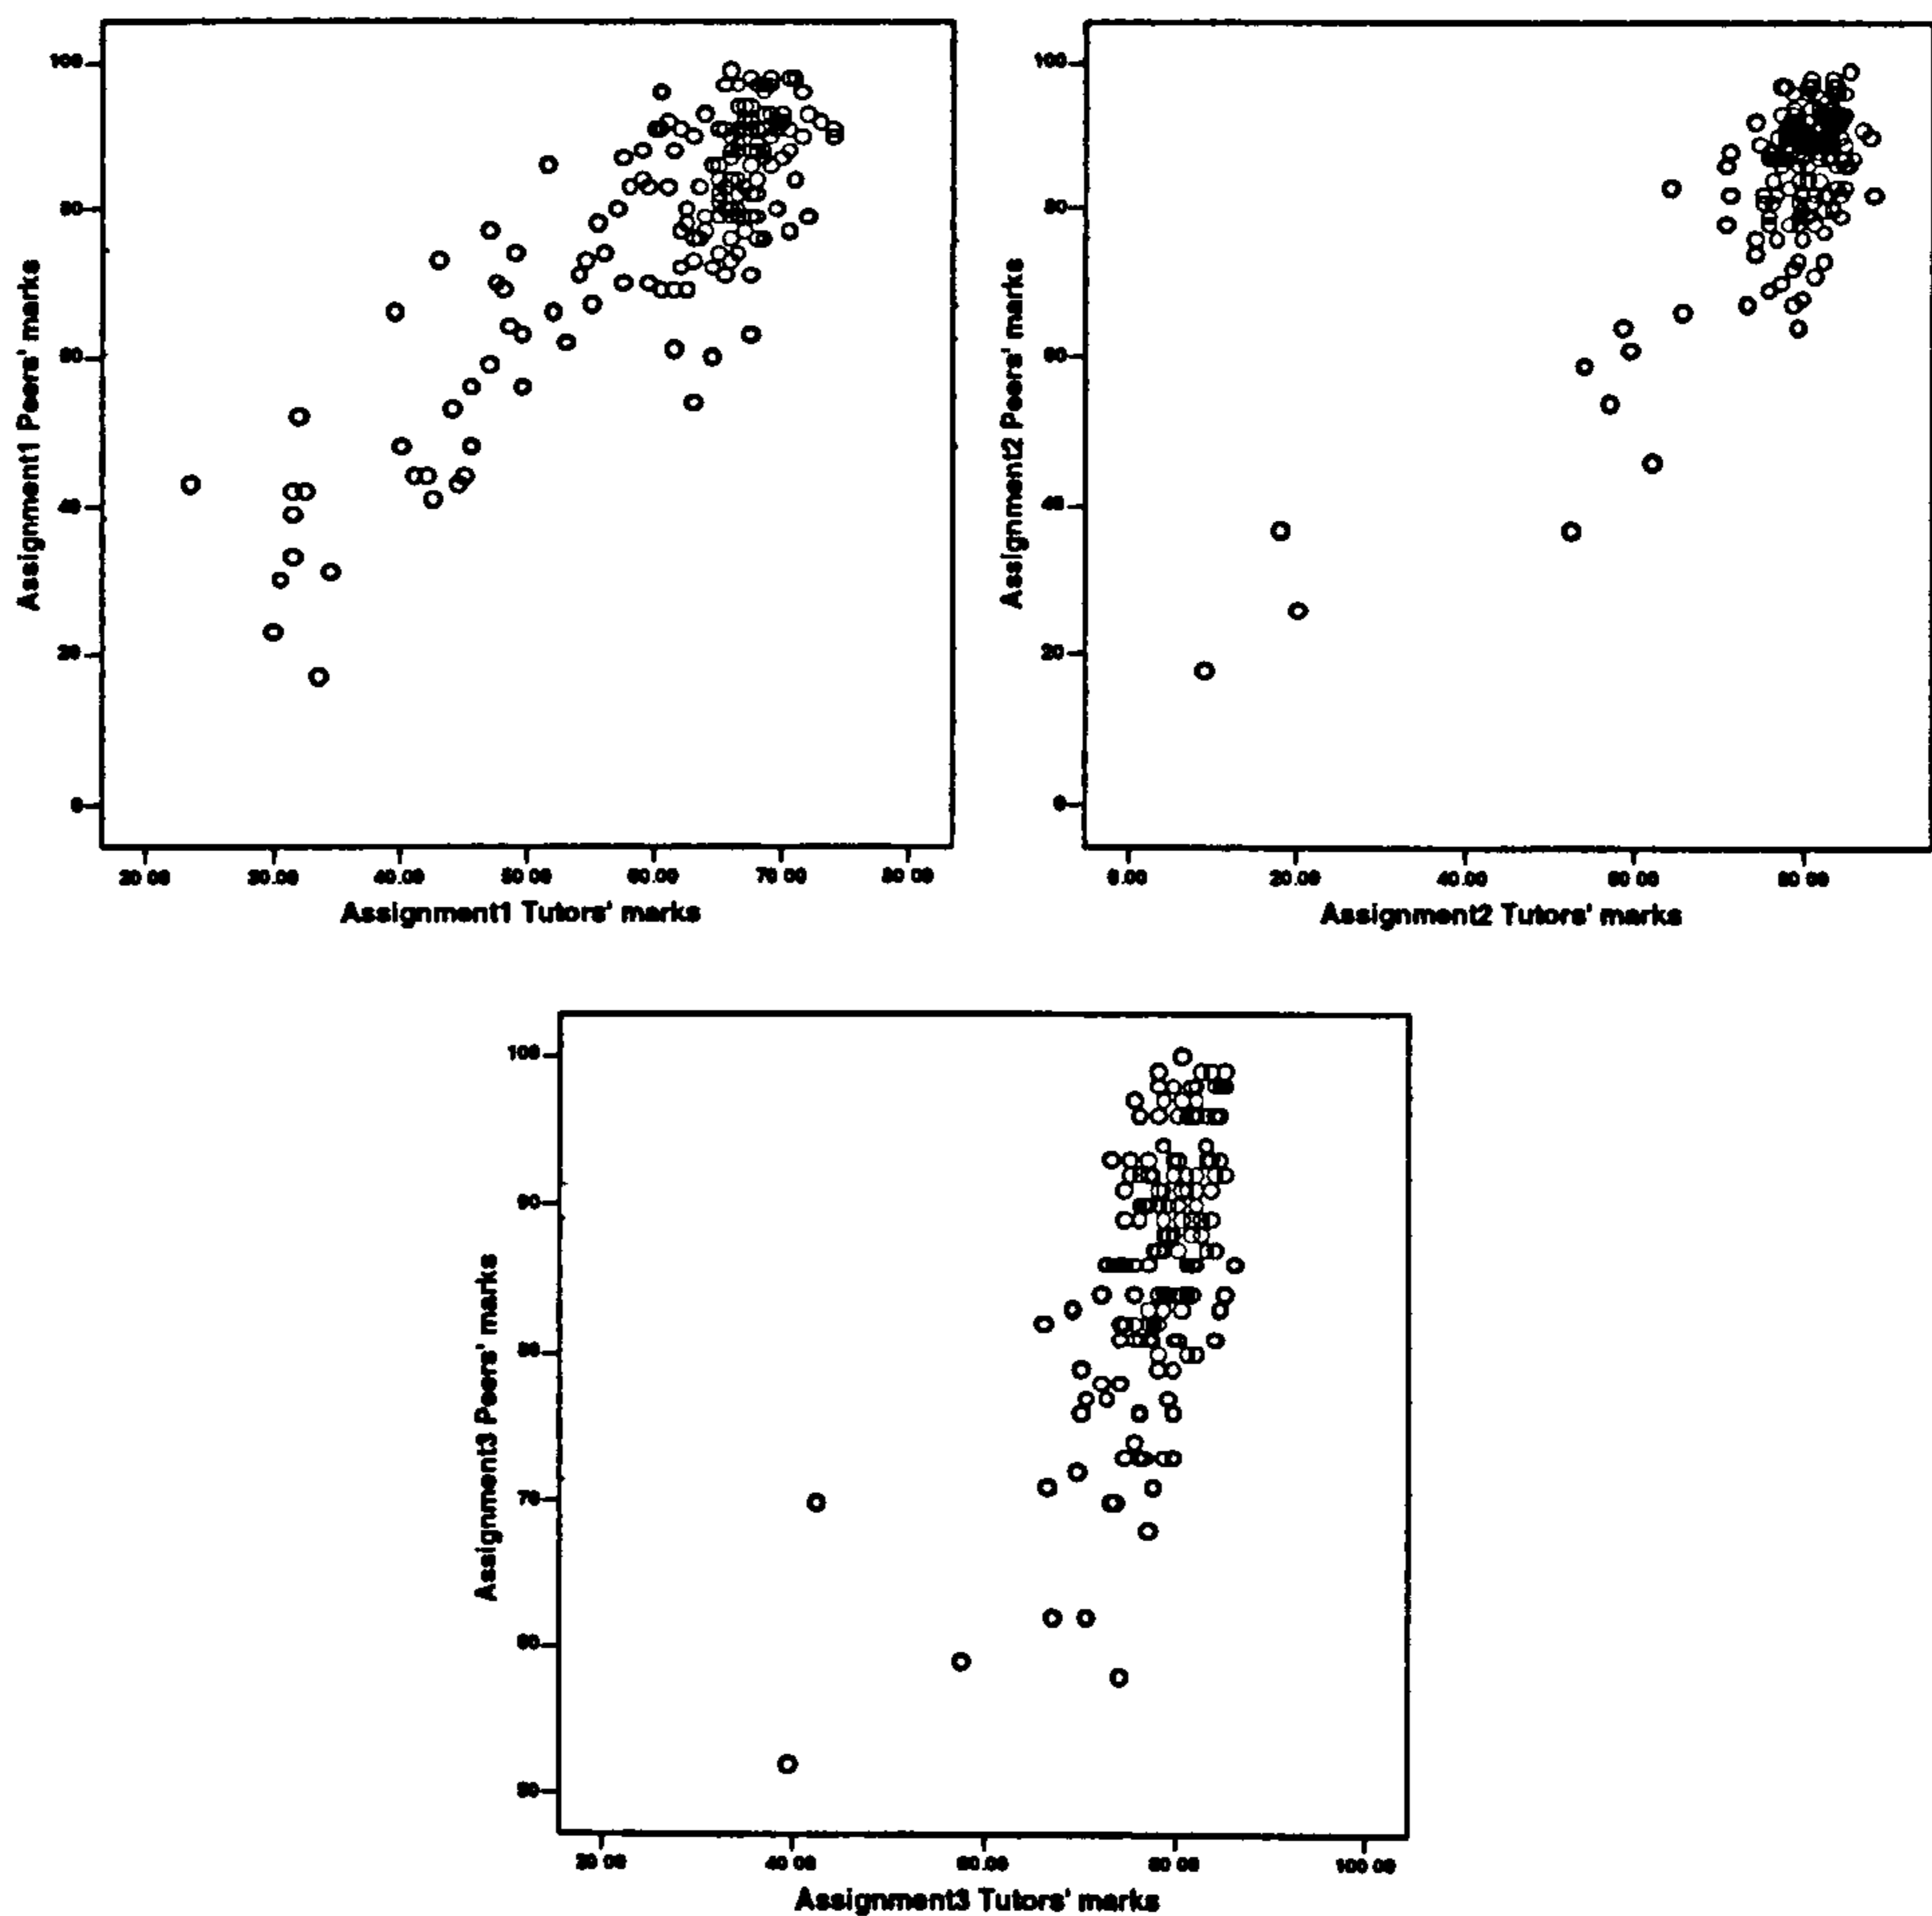 100
80
60
40
20
0
Assignment1 Peers' marks
20.00 30.00 40.00 50.00 60.00 70.00 80.00
Assignment1 Tutors' marks
100
80
60
40
20
0
Assignment2 Peers' marks
0.00 20.00 40.00 60.00 80.00
Assignment2 Tutors' marks
100
90
80
70
60
50
Assignment3 Peers' marks
20.00 40.00 60.00 80.00 100.00
Assignment3 Tutors' marks